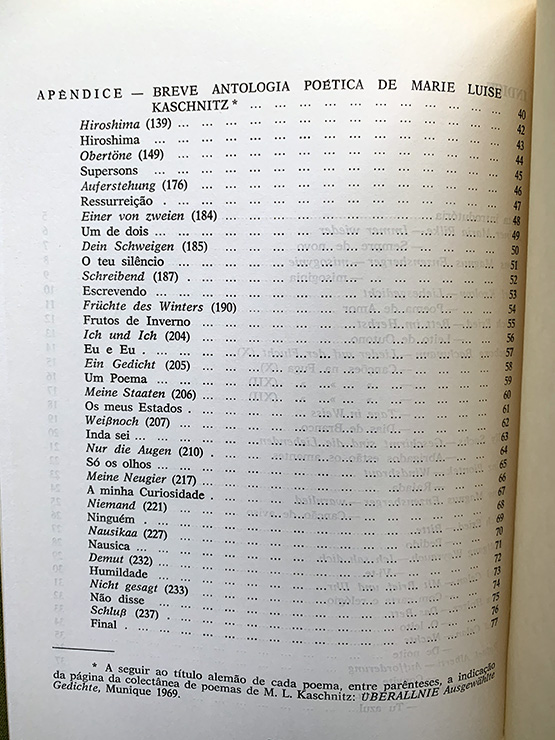 APÊNDICE — BREVE ANTOLOGIA POÉTICA DE MARIE LUISE
KASCHNITZ * ... ... ... ... ... ... ... ... ... ... ... 40
Hiroshima (139) ... ... ... ... ... ... ... ... ... ... 42
Hiroshima ... ... ... ... ... ... ... ... ... ... 43
Obertöne (149) ... ... ... ... ... ... ... ... ... ... 44
Supersons ... ... ... ... ... ... ... ... ... ... 45
Auferstehung (176) ... ... ... ... ... ... ... ... ... 46
Ressurreição . ... ... ... ... ... ... ... ... ... 47
Einer von zweien (184) ... ... ... ... ... ... ... ... 48
Um de dois ... ... ... ... ... ... ... ... ... ... 49
Dein Schweigen (185) ... ... ... ... ... ... ... ... 50
O teu silêncio ... ... ... ... ... ... ... ... ... 51
Schreibend (187) . ... ... ... ... ... ... ... ... ... 52
Escrevendo ... ... ... ... ... ... ... ... ... ... 53
Früchte des Winters (190) ... ... ... ... ... ... ... 54
Frutos de Inverno ... ... ... ... ... ... ... ... 55
Ich und Ich (204) ... ... ... ... ... ... ... ... ... 56
Eu e Eu . ... ... ... ... ... ... ... ... ... ... 57
Ein Gedicht (205) ... ... ... ... ... ... ... ... ... 58
Um Poema ... ... ... ... ... ... ... ... ... ... 59
Meine Staaten (206) ... ... ... ... ... ... ... ... ... 60
Os meus Estados . ... ... ... ... ... ... ... ... 61
Weißnoch (207) ... ... ... ... ... ... ... ... ... ... 62
Inda sei ... ... ... ... ... ... ... ... ... ... 63
Nur die Augen (210) . ... ... ... ... ... ... ... ... 64
Só os olhos ... ... ... ... ... ... ... ... ... ... 65
Meine Neugier (217) ... ... ... ... ... ... ... ... ... 66
A minha Curiosidade . ... ... ... ... ... ... ... 67
Niemand (221) ... ... ... ... ... ... ... ... ... ... 68
Ninguém . ... ... ... ... ... ... ... ... ... ... 69
Nausikaa (227) ... ... ... ... ... ... ... ... ... ... 70
Nausica ... ... ... ... ... ... ... ... ... ... ... 71
Demut (232) ... ... ... ... ... ... ... ... ... ... 72
Humildade ... ... ... ... ... ... ... ... ... ... 73
Nicht gesagt (233) ... ... ... ... ... ... ... ... ... 74
Não disse ... ... ... ... ... ... ... ... ... ... 75
Schluß (237) . ... ... ... ... ... ... ... ... ... ... 76
Final . ... ... ... ... ... ... ... ... ... ... ... 77
* A seguir ao título alemão de cada poema, entre parênteses, a indicação
da página da colectânea de poemas de M. L. Kaschnitz: UBERALLNIE Ausgewählte
Gedichte, Munique 1969.